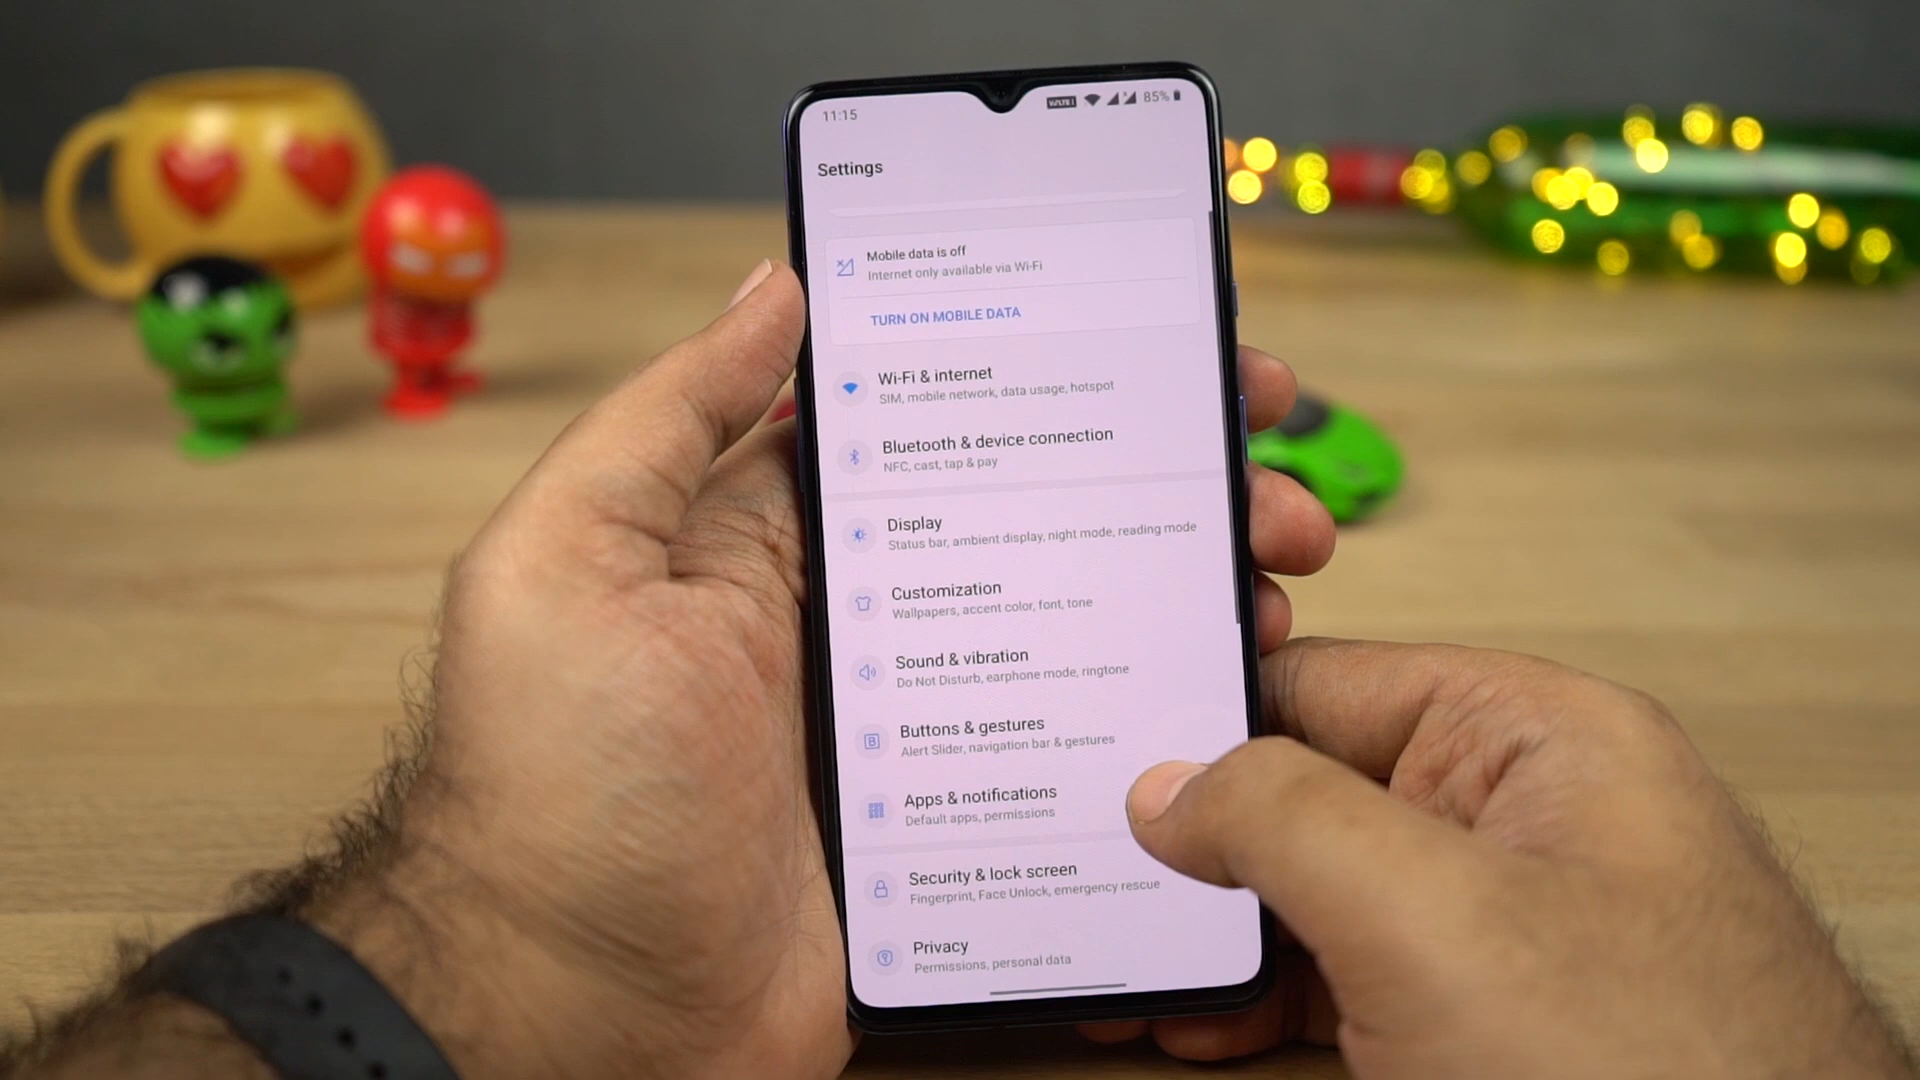 11:15
85%
Settings
Mobile data is off
Internet only available via Wi-Fi
TURN ON MOBILE DATA
Wi-Fi & internet
SIM, mobile network, data usage, hotspot
Bluetooth & device connection
NFC, cast, tap & pay
Display
Status bar, ambient display, night mode, reading mode
Customization
Wallpapers, accent color, font, tone
Sound & vibration
Do Not Disturb, earphone mode, ringtone
Buttons & gestures
Alert Slider, navigation bar & gestures
Apps & notifications
Default apps, permissions
Security & lock screen
Fingerprint, Face Unlock, emergency rescue
Privacy
Permissions, personal data